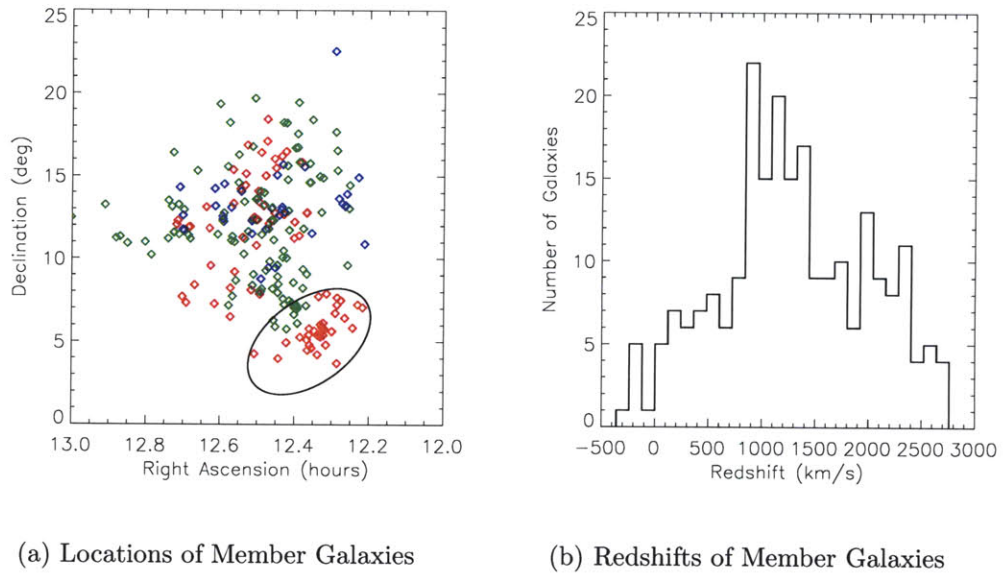 25
20
15
10
5
0
Declination (deg)
13.0 12.8 12.6 12.4 12.2 12.0
Right Ascension (hours)
25
20
15
10
5
0
Number of Galaxies
-500 0 500 1000 1500 2000 2500 3000
Redshift (km/s)
(a) Locations of Member Galaxies
(b) Redshifts of Member Galaxies